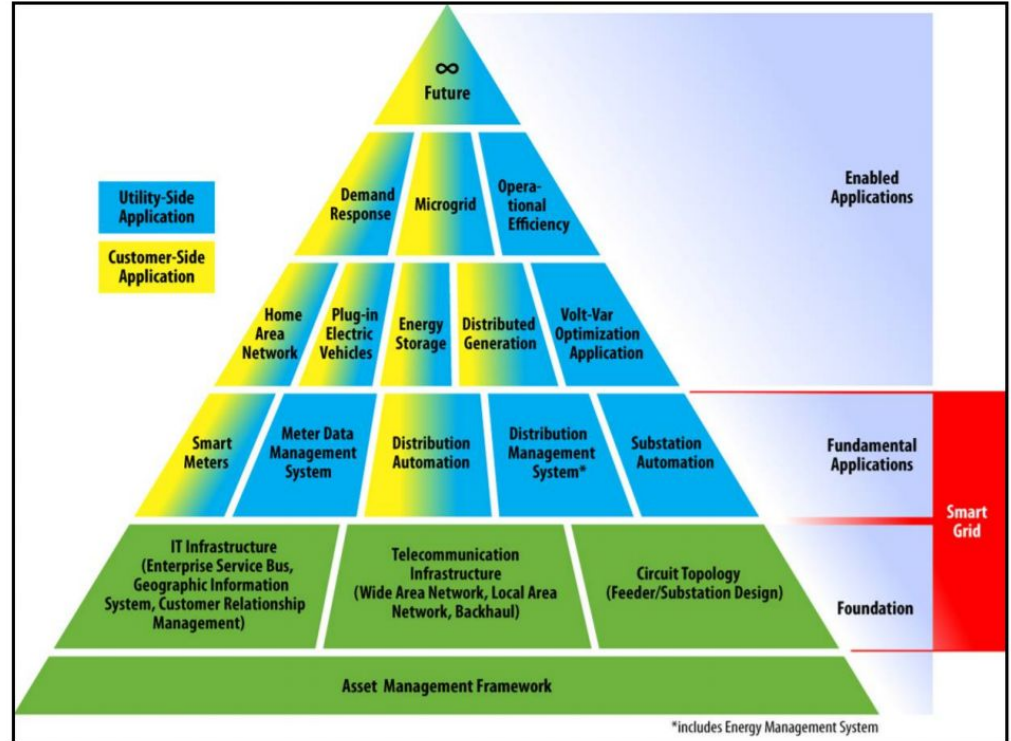 ∞
Future
Utility-Side
Application
Customer-Side
Application
Demand
Response
Microgrid
Opera-
tional
Efficiency
Enabled
Applications
Home
Area
Network
Plug-in
Electric
Vehicles
Energy
Storage
Distributed
Generation
Volt-Var
Optimization
Application
Smart
Meters
Meter Data
Management
System
Distribution
Automation
Distribution
Management
System*
Substation
Automation
Fundamental
Applications
Smart
Grid
IT Infrastructure
(Enterprise Service Bus,
Geographic Information
System, Customer Relationship
Management)
Telecommunication
Infrastructure
(Wide Area Network, Local Area
Network, Backhaul)
Circuit Topology
(Feeder/Substation Design)
Foundation
Asset Management Framework
*includes Energy Management System